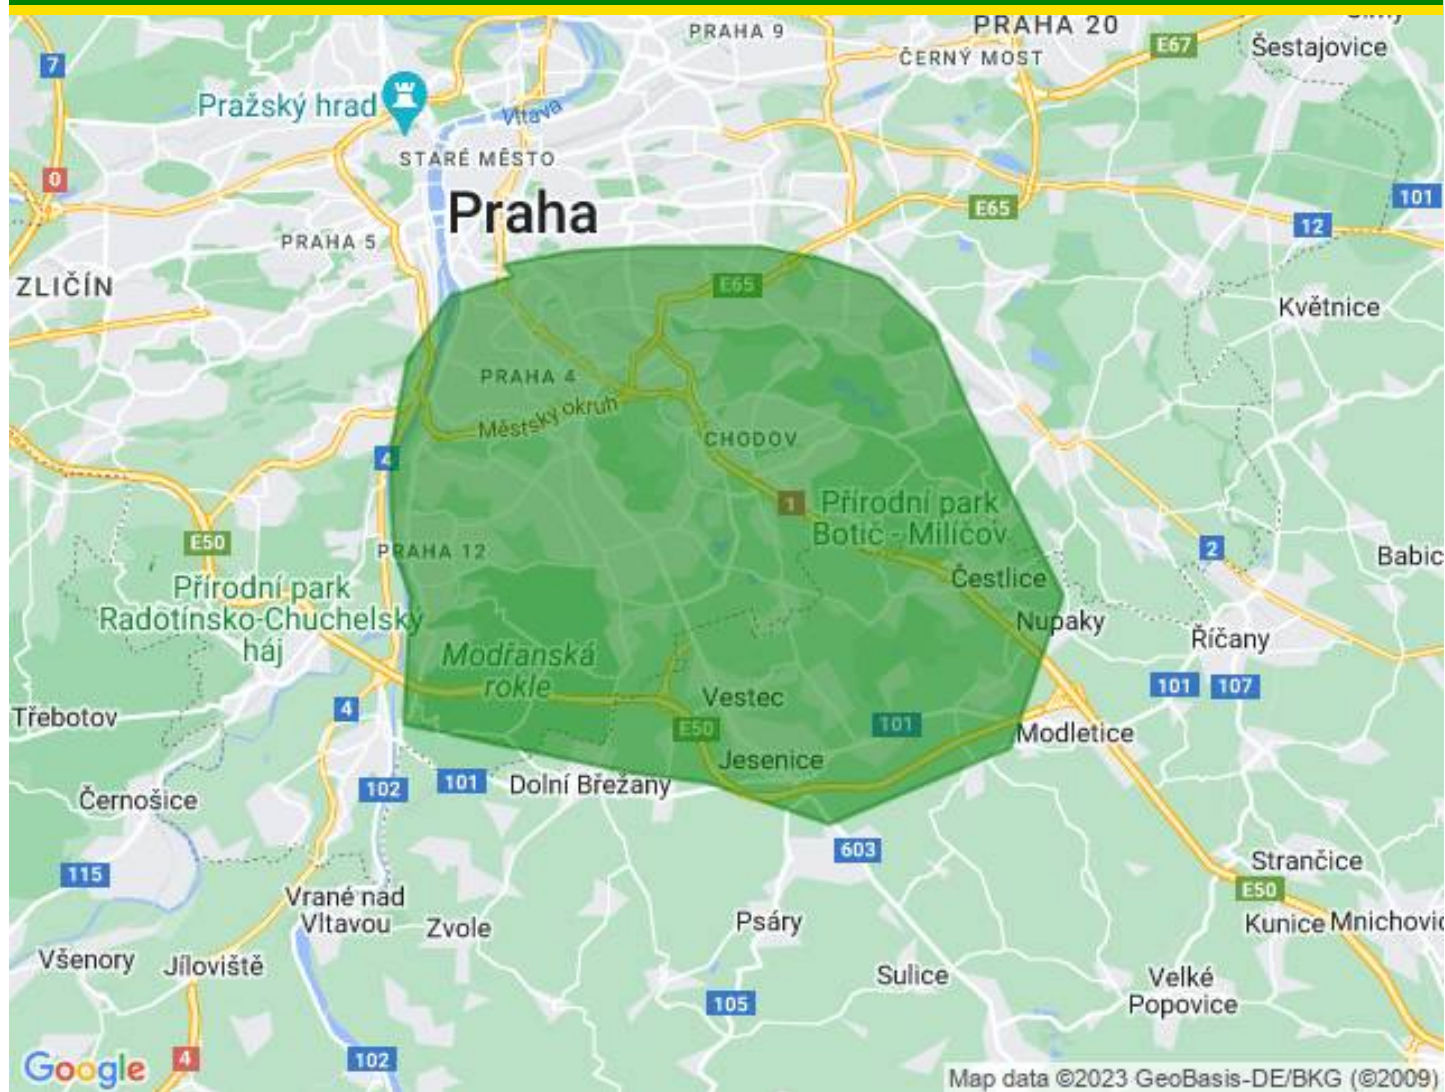 PRAHA 9
PRAHA 20
E67
Šestajovice
7
ČERNÝ MOST
Pražský hrad
Vltava
STARÉ MĚSTO
0
101
E65
Praha
12
PRAHA 5
ZLIČÍN
E65
Květnice
PRAHA 4
Městský okruh
CHODOV
4
1
Přírodní park
Botič - Milíčov
E50
PRAHA 12
2
Babic
Čestlice
Přírodní park
Radotínsko-Chuchelský
háj
Nupaky
Říčany
Modřanská
rokle
101
107
Vestec
4
Třebotov
E50
101
Modletice
Jesenice
101
Dolní Břežany
102
Černošice
603
Strančice
115
E50
Vrané nad
Vltavou
Zvole
Psáry
Kunice
Mnichovic
Všenory
Jíloviště
Sulice
Velké
Popovice
105
Google
4
102
Map data ©2023 GeoBasis-DE/BKG (©2009)